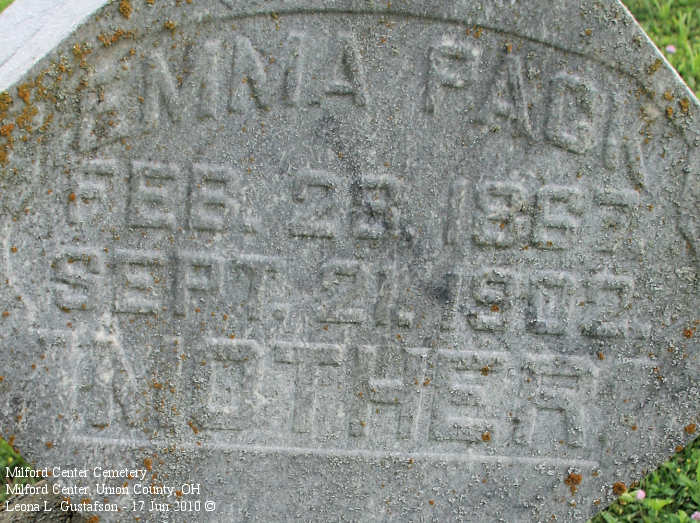 EMMA PACK
FEB. 28. 1867
SEPT. 21. 1902.
MOTHER
Milford Center Cemetery
Milford Center, Union County, OH
Leona L. Gustafson - 17 Jun 2010 ©